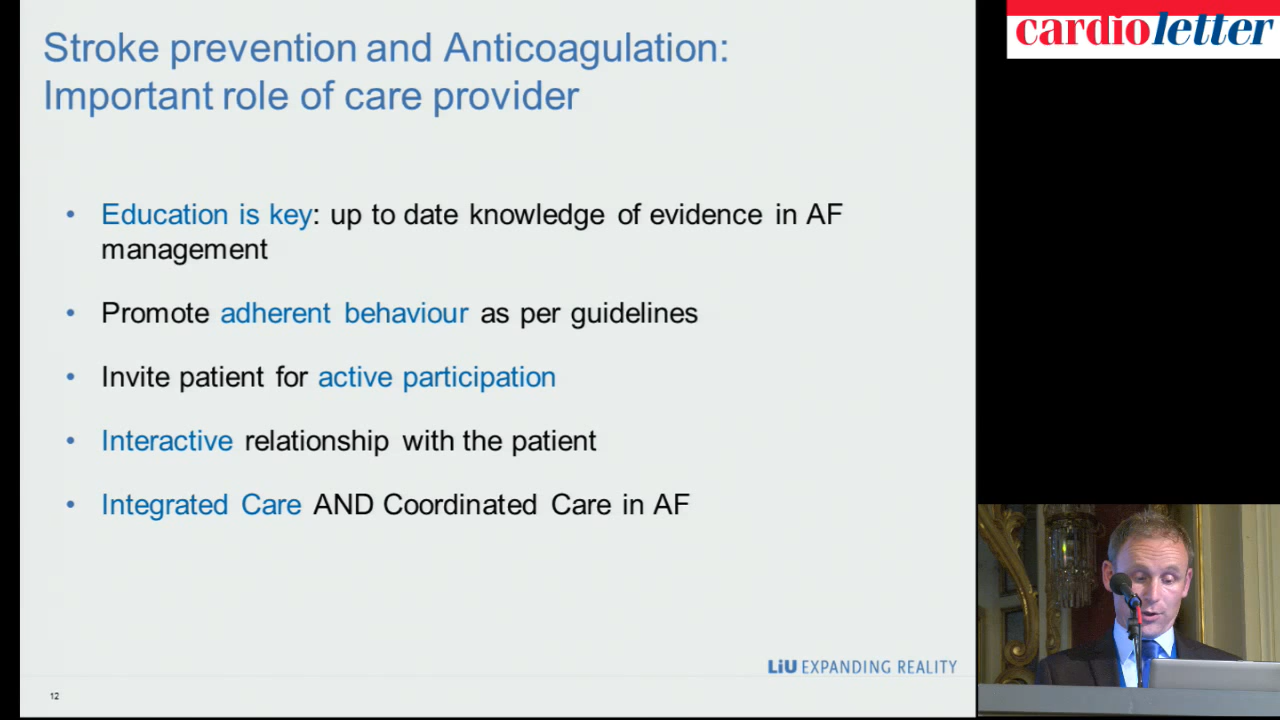 Stroke prevention and Anticoagulation:
Important role of care provider
cardioletter
• Education is key: up to date knowledge of evidence in AF
management
• Promote adherent behaviour as per guidelines
• Invite patient for active participation
• Interactive relationship with the patient
• Integrated Care AND Coordinated Care in AF
LiU EXPANDING REALITY
12